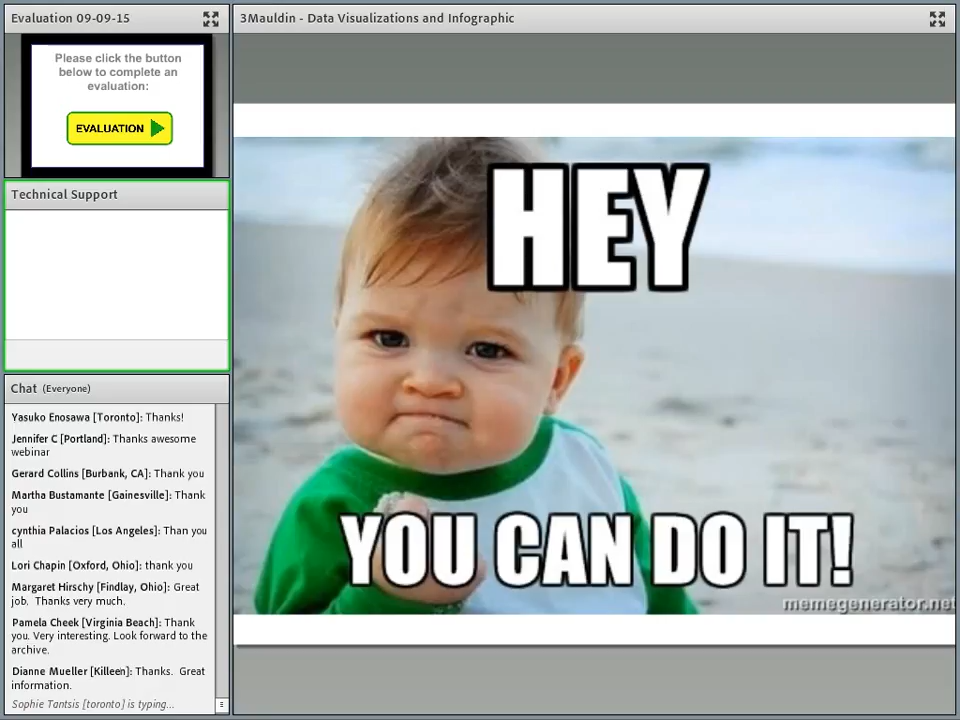 Evaluation 09-09-15
Please click the button
below to complete an
evaluation:
EVALUATION
Technical Support
Chat (Everyone)
Yasuko Enosawa [Toronto]: Thanks!
Jennifer C [Portland]: Thanks awesome
webinar
Gerard Collins [Burbank, CA]: Thank you
Martha Bustamante [Gainesville]: Thank
you
cynthia Palacios [Los Angeles]: Than you
all
Lori Chapin [Oxford, Ohio]: thank you
Margaret Hirschy [Findlay, Ohio]: Great
job. Thanks very much.
Pamela Cheek [Virginia Beach]: Thank
you. Very interesting. Look forward to the
archive.
Dianne Mueller [Killeen]: Thanks. Great
information.
Sophie Tantsis [toronto] is typing...
3Mauldin - Data Visualizations and Infographic
HEY
YOU CAN DO IT!
memegenerator.net